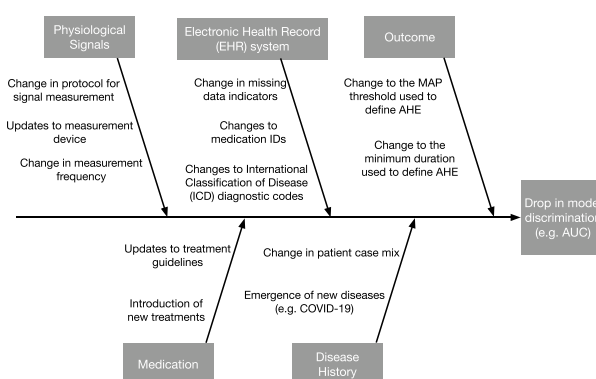 Physiological
Signals
Electronic Health Record
(EHR) system
Outcome
Change in protocol for
signal measurement
Updates to measurement
device
Change in measurement
frequency
Change in missing
data indicators
Changes to
medication IDs
Changes to International
Classification of Disease
(ICD) diagnostic codes
Change to the MAP
threshold used to
define AHE
Change to the
minimum duration
used to define AHE
Drop in mode
discrimination
(e.g. AUC)
Updates to treatment
guidelines
Introduction of
new treatments
Change in patient case mix
Emergence of new diseases
(e.g. COVID-19)
Medication
Disease
History